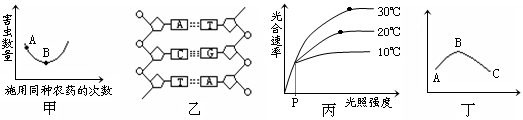 害虫数量
A
B
施用同种农药的次数
甲
A T
C G
T A
乙
光合速率
30℃
20℃
10℃
P
光照强度
丙
B
A
C
丁